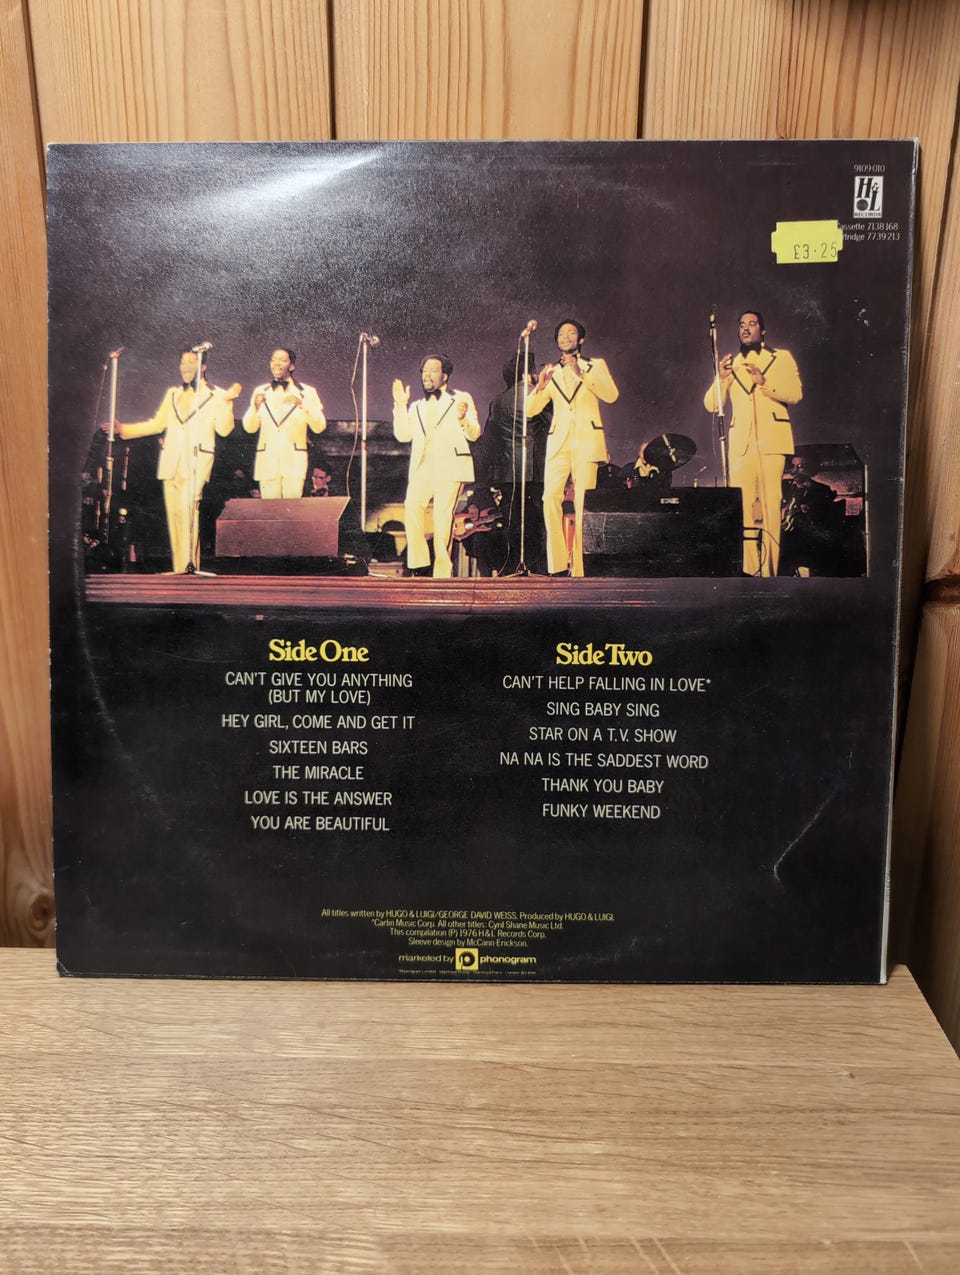 9109 010
H&L
RECORDS
assette 7138 168
rtridge 7739 213
£3·25
Side One
CAN'T GIVE YOU ANYTHING
(BUT MY LOVE)
HEY GIRL, COME AND GET IT
SIXTEEN BARS
THE MIRACLE
LOVE IS THE ANSWER
YOU ARE BEAUTIFUL
Side Two
CAN'T HELP FALLING IN LOVE*
SING BABY SING
STAR ON A T.V. SHOW
NA NA IS THE SADDEST WORD
THANK YOU BABY
FUNKY WEEKEND
All titles written by HUGO & LUIGI/GEORGE DAVID WEISS. Produced by HUGO & LUIGI.
*Carlin Music Corp. All other titles: Cyril Shane Music Ltd.
This compilation (P) 1976 H&L Records Corp.
Sleeve design by McCann Erickson.
marketed by p phonogram